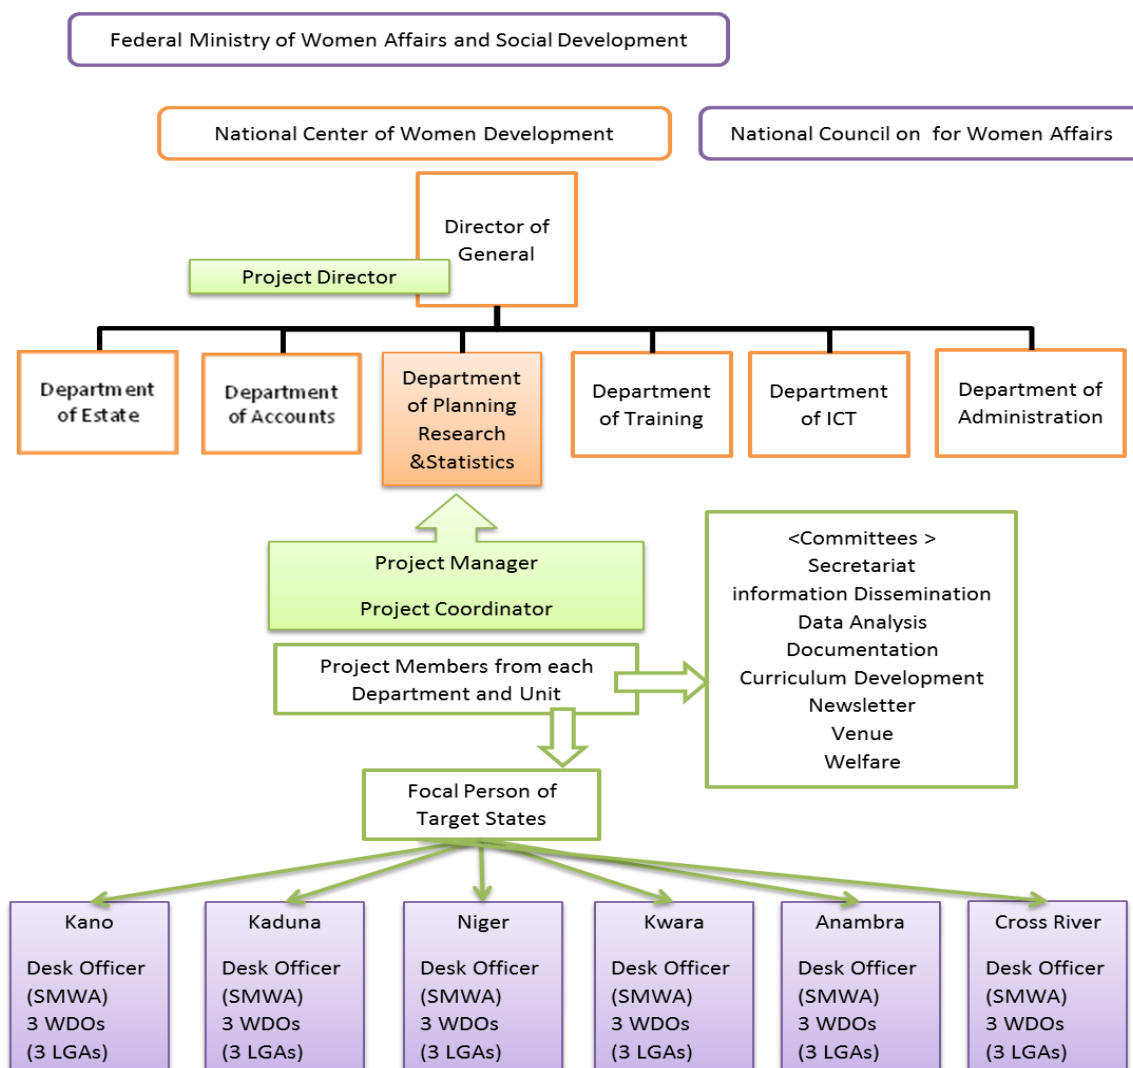 Federal Ministry of Women Affairs and Social Development
National Center of Women Development
National Council on  for Women Affairs
Director of
General
Project Director
Department
of Estate
Department
of Accounts
Department
of Planning
Research
&Statistics
Department
of Training
Department
of ICT
Department of
Administration
Project Manager
Project Coordinator
<Committees >
Secretariat
information Dissemination
Data Analysis
Documentation
Curriculum Development
Newsletter
Venue
Welfare
Project Members from each
Department and Unit
Focal Person of
Target States
Kano
Desk Officer
(SMWA)
3 WDOs
(3 LGAs)
Kaduna
Desk Officer
(SMWA)
3 WDOs
(3 LGAs)
Niger
Desk Officer
(SMWA)
3 WDOs
(3 LGAs)
Kwara
Desk Officer
(SMWA)
3 WDOs
(3 LGAs)
Anambra
Desk Officer
(SMWA)
3 WDOs
(3 LGAs)
Cross River
Desk Officer
(SMWA)
3 WDOs
(3 LGAs)